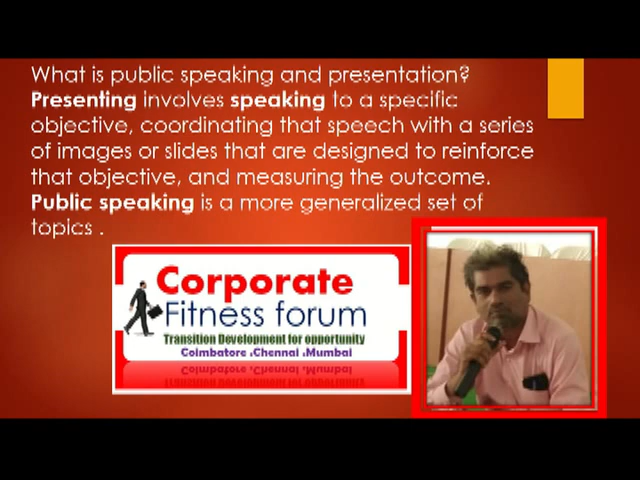 What is public speaking and presentation?
Presenting involves speaking to a specific
objective, coordinating that speech with a series
of images or slides that are designed to reinforce
that objective, and measuring the outcome.
Public speaking is a more generalized set of
topics .
Corporate
Fitness forum
Transition Development for opportunity
Coimbatore ,Chennai ,Mumbai